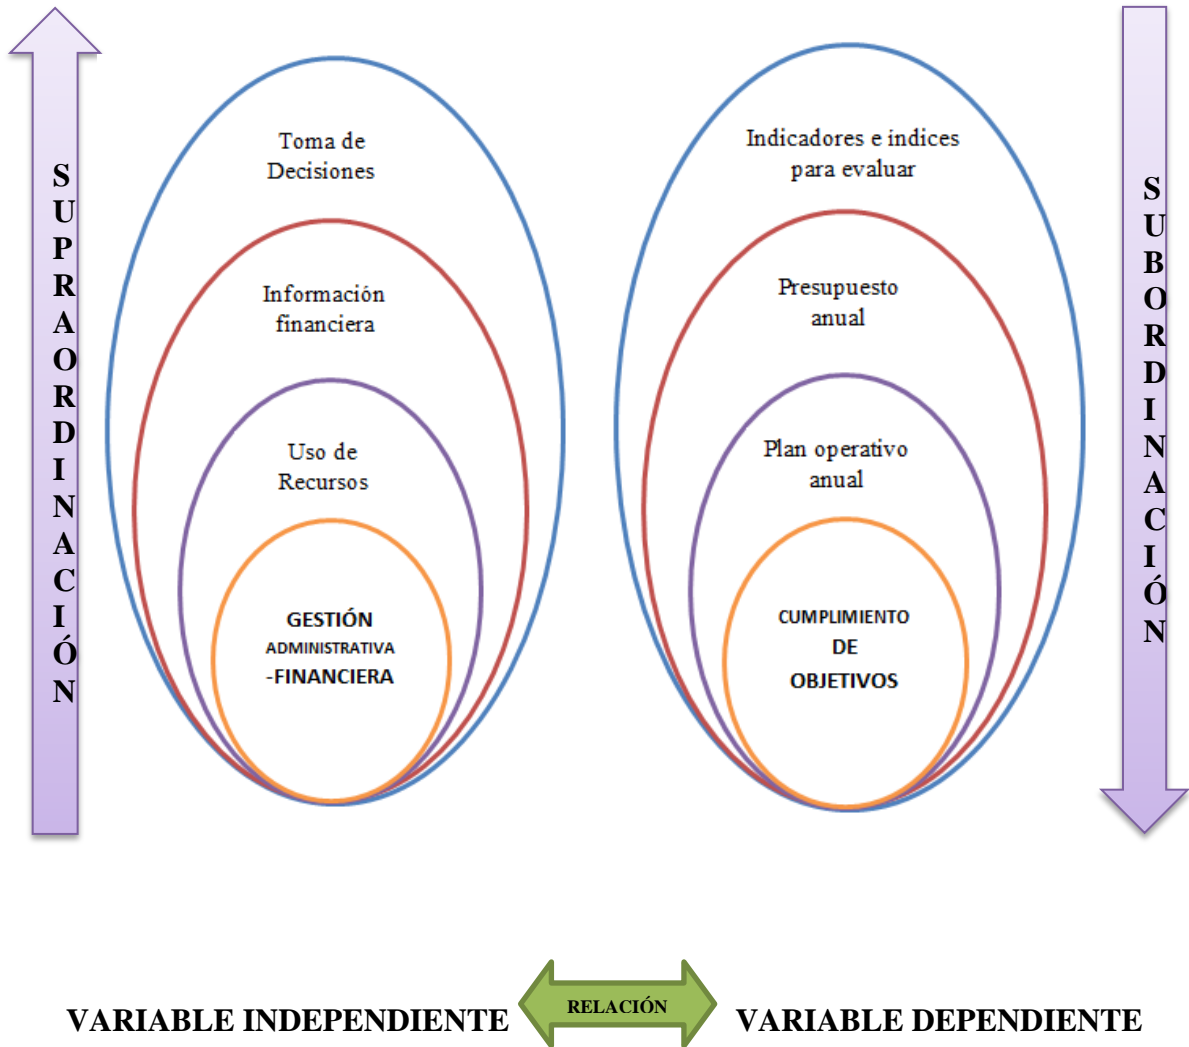 SUPRAORDINACIÓN
Toma de
Decisiones
Información
financiera
Uso de
Recursos
GESTIÓN
ADMINISTRATIVA
-FINANCIERA
Indicadores e indices
para evaluar
Presupuesto
anual
Plan operativo
anual
CUMPLIMIENTO
DE
OBJETIVOS
SUBORDINACIÓN
VARIABLE INDEPENDIENTE
RELACIÓN
VARIABLE DEPENDIENTE